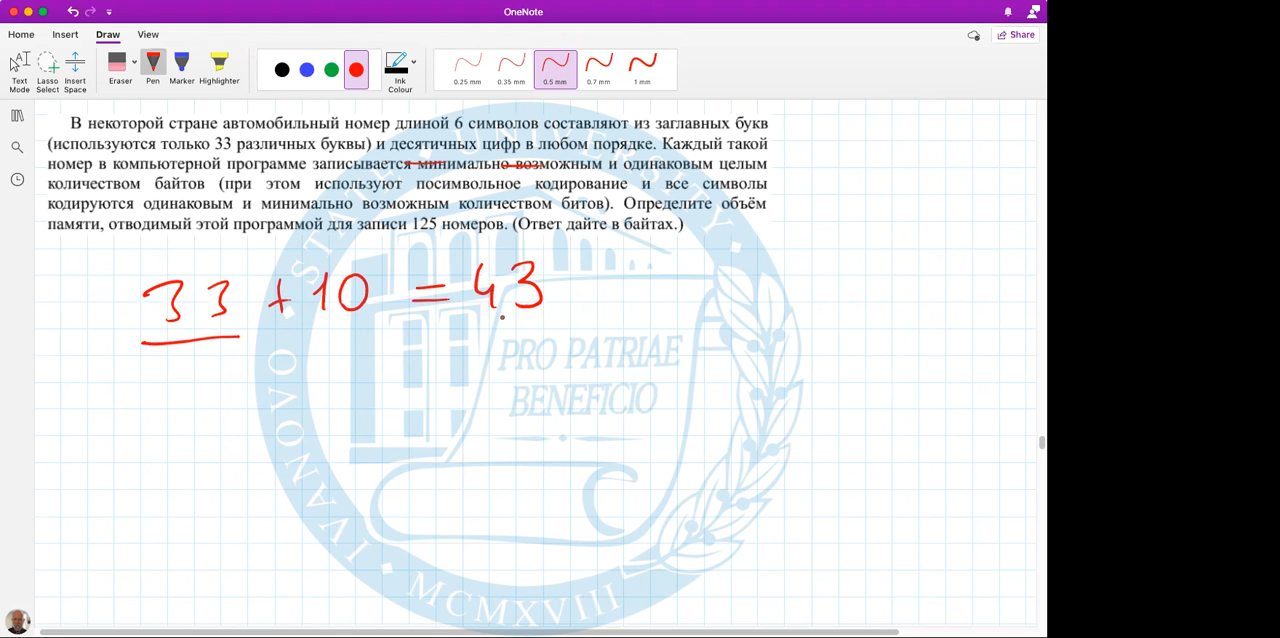 OneNote
Home Insert Draw View
Share
Text Mode
Lasso Select
Insert Space
Eraser
Pen
Marker
Highlighter
Ink Colour
0.25 mm 0.35 mm 0.5 mm 0.7 mm 1 mm
В некоторой стране автомобильный номер длиной 6 символов составляют из заглавных букв
(используются только 33 различных буквы) и десятичных цифр в любом порядке. Каждый такой
номер в компьютерной программе записывается минимально возможным и одинаковым целым
количеством байтов (при этом используют посимвольное кодирование и все символы
кодируются одинаковым и минимально возможным количеством битов). Определите объём
памяти, отводимый этой программой для записи 125 номеров. (Ответ дайте в байтах.)
33 + 10 = 43
IVANOVO · STATE · UNIVERSITY ·
PRO PATRIAE
BENEFICIO
MCMXVIII